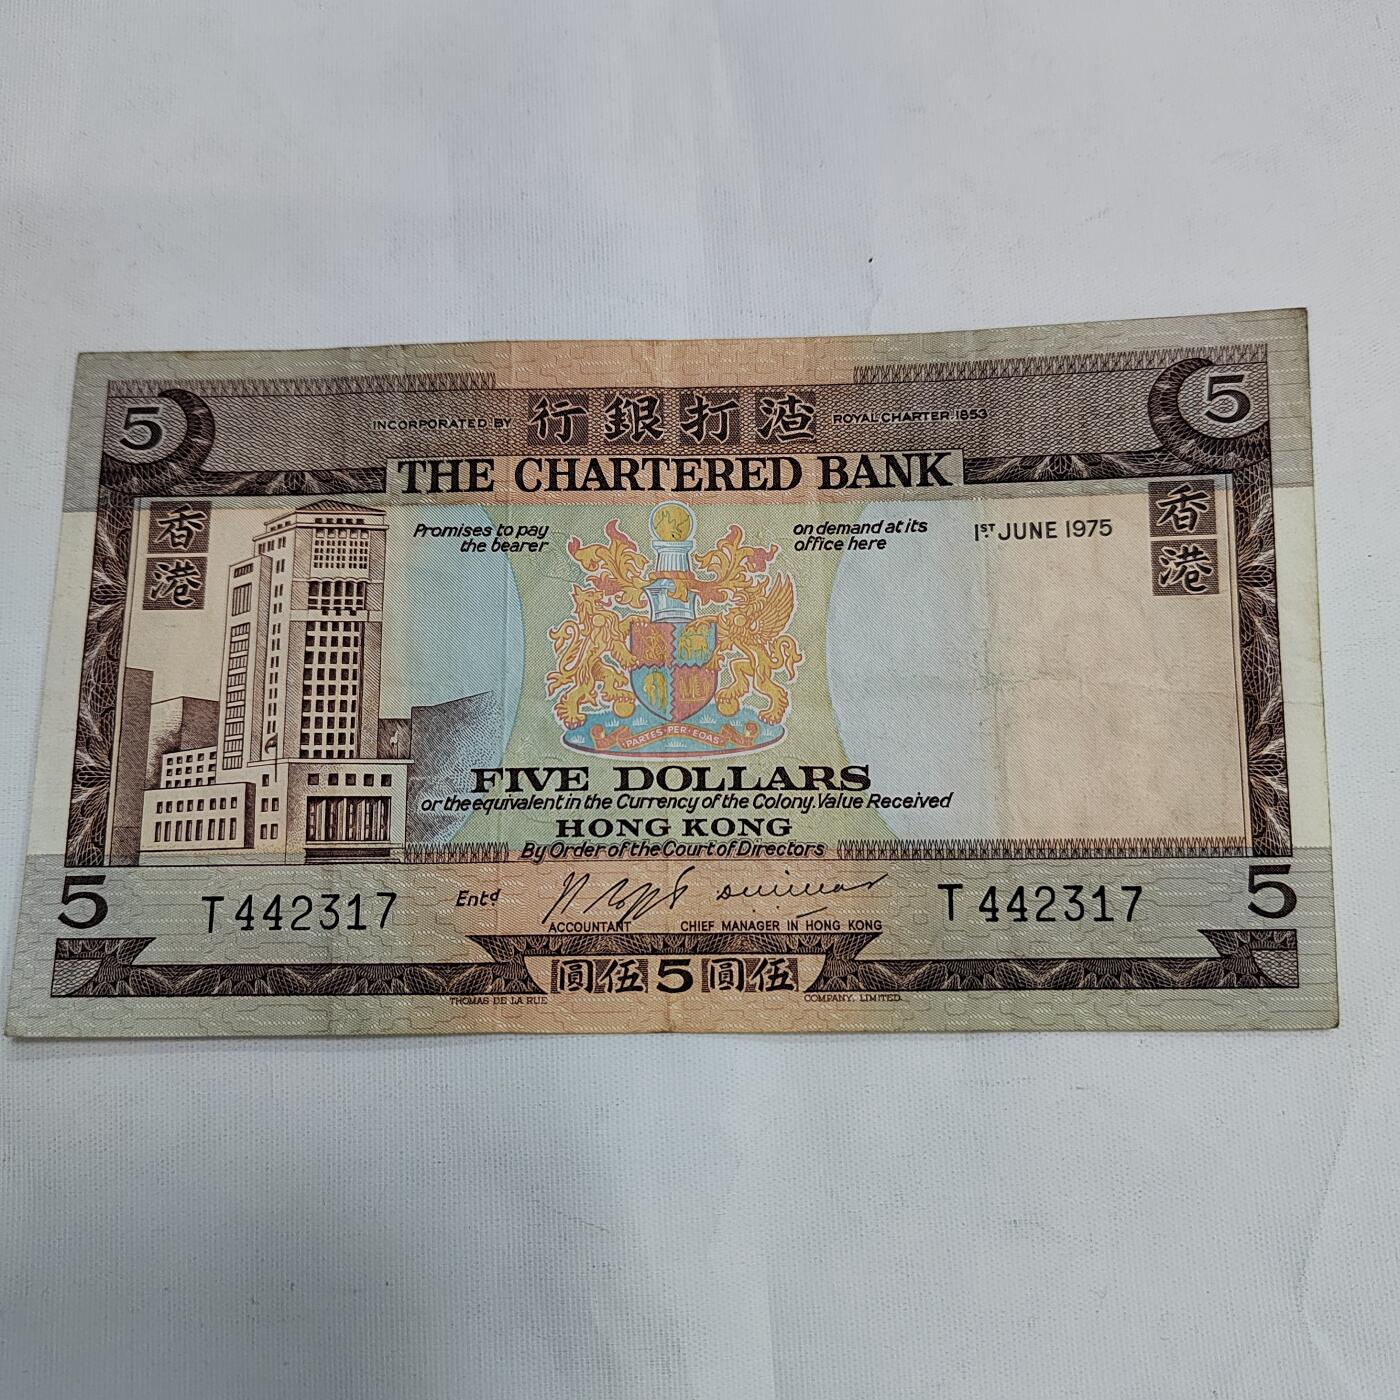 5 INCORPORATED BY 行銀打渣 ROYAL CHARTER 1853 5
THE CHARTERED BANK
香港
Promises to pay the bearer
on demand at its office here
1ST JUNE 1975
香港
PARTES·PER·EOAS
FIVE DOLLARS
or the equivalent in the Currency of the Colony, Value Received
HONG KONG
By Order of the Court of Directors
5 T 442317 Entd T 442317 5
ACCOUNTANT CHIEF MANAGER IN HONG KONG
圓伍 5 圓伍
THOMAS DE LA RUE COMPANY, LIMITED.